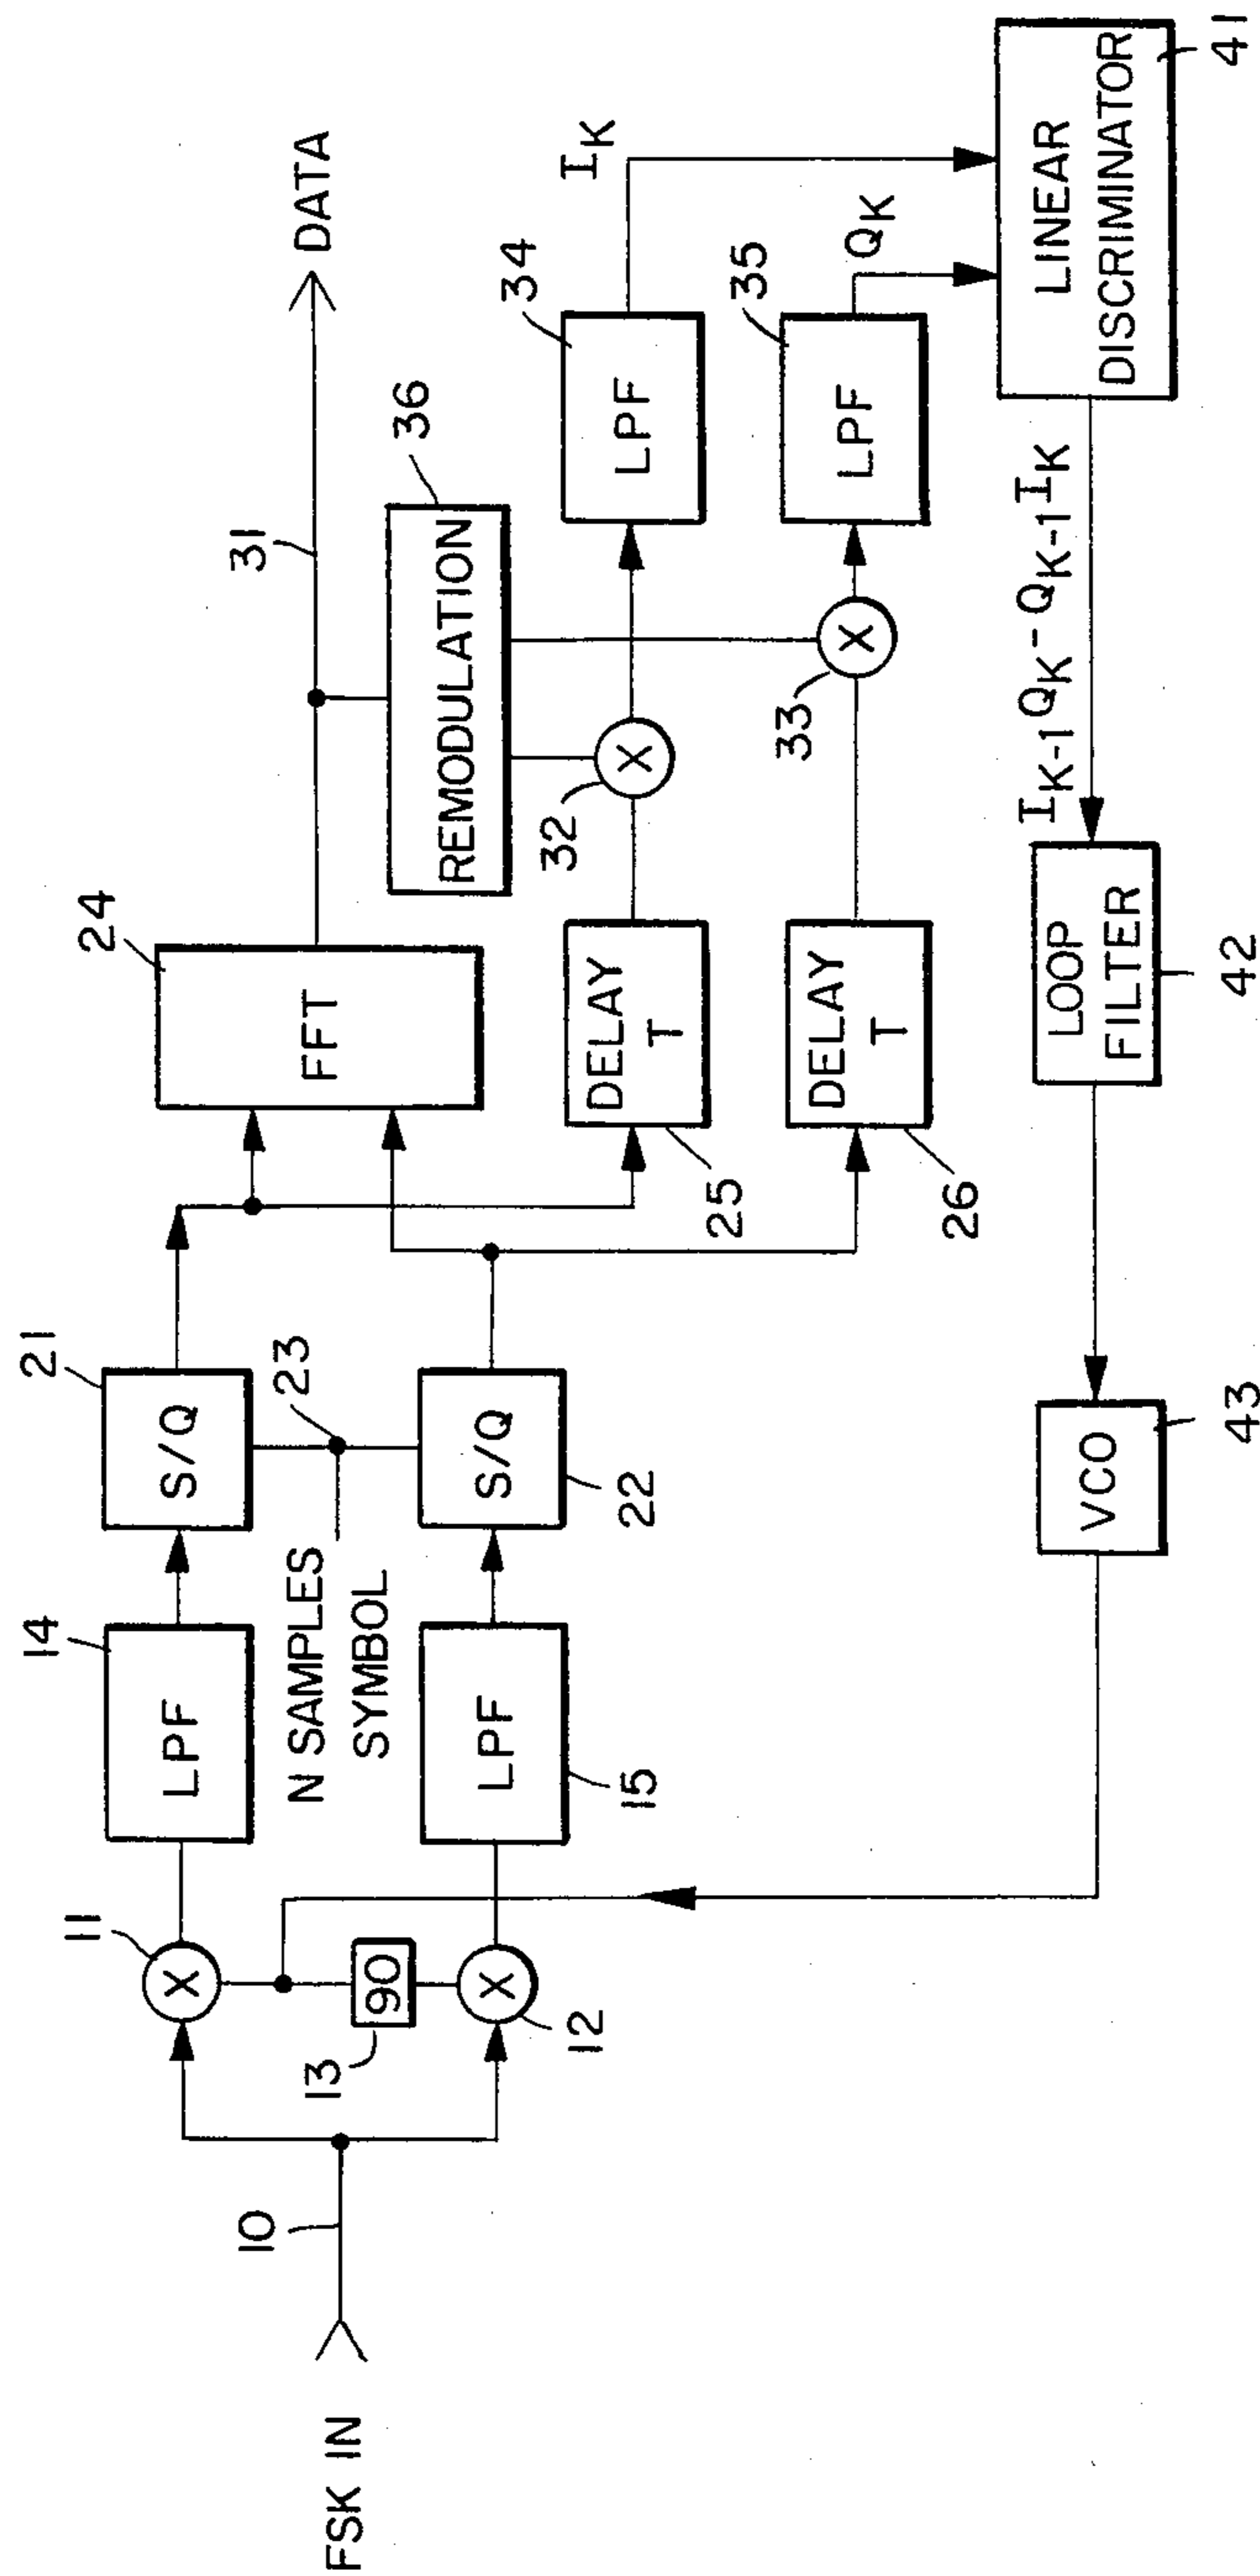 FSK IN
10
11
X
13
90
12
X
14
LPF
15
LPF
N SAMPLES
SYMBOL
21
S/Q
23
22
S/Q
24
FFT
25
DELAY
T
26
DELAY
T
31
DATA
36
REMODULATION
32
X
33
X
34
LPF
35
LPF
I_K
Q_K
41
LINEAR
DISCRIMINATOR
I_{K-1}Q_K-Q_{K-1}I_K
42
LOOP
FILTER
43
VCO